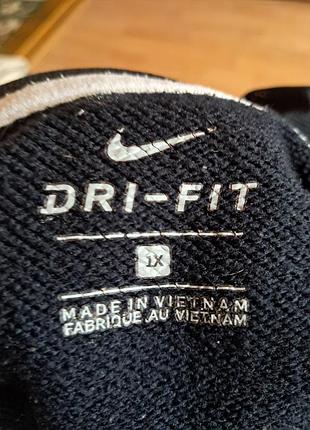 DRI-FIT
1X
MADE IN VIETNAM
FABRIQUE AU VIETNAM